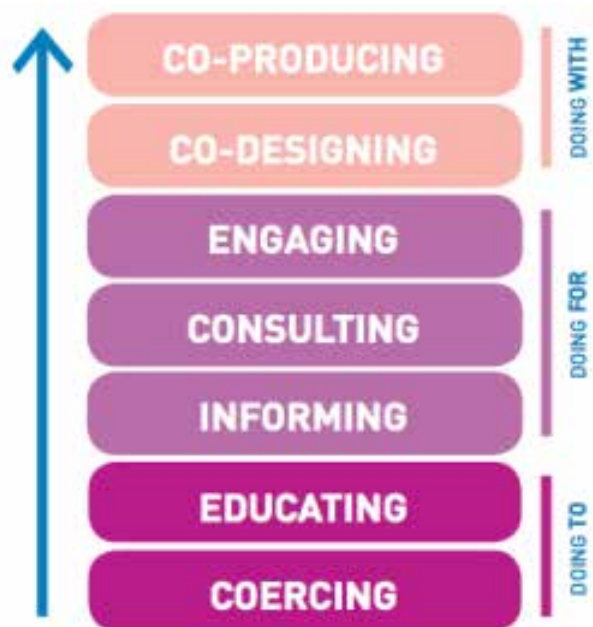 CO-PRODUCING
CO-DESIGNING
DOING WITH
ENGAGING
CONSULTING
INFORMING
DOING FOR
EDUCATING
COERCING
DOING TO